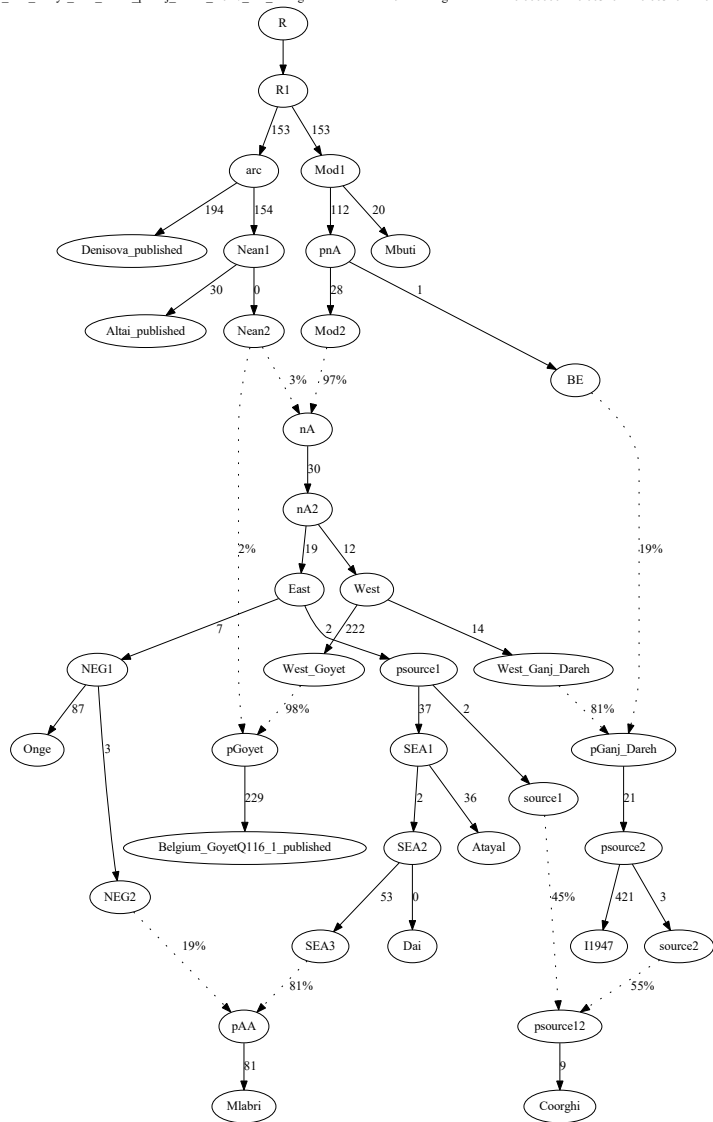 R
R1
153 153
arc Mod1
194 154 112 20
Denisova_published Nean1 pnA Mbuti
30 0 28 1
Altai_published Nean2 Mod2
BE
3% 97%
nA
30
nA2
2% 19 12 19%
East West
7 2 222 14
NEG1 West_Goyet psource1 West_Ganj_Dareh
87 3 98% 37 2 81%
Onge pGoyet SEA1 pGanj_Dareh
source1
229 2 36 21
Belgium_GoyetQ116_1_published SEA2 Atayal psource2
NEG2
53 0 45% 421 3
19% SEA3 Dai I1947 source2
81% 55%
pAA psource12
81 9
Mlabri Coorghi